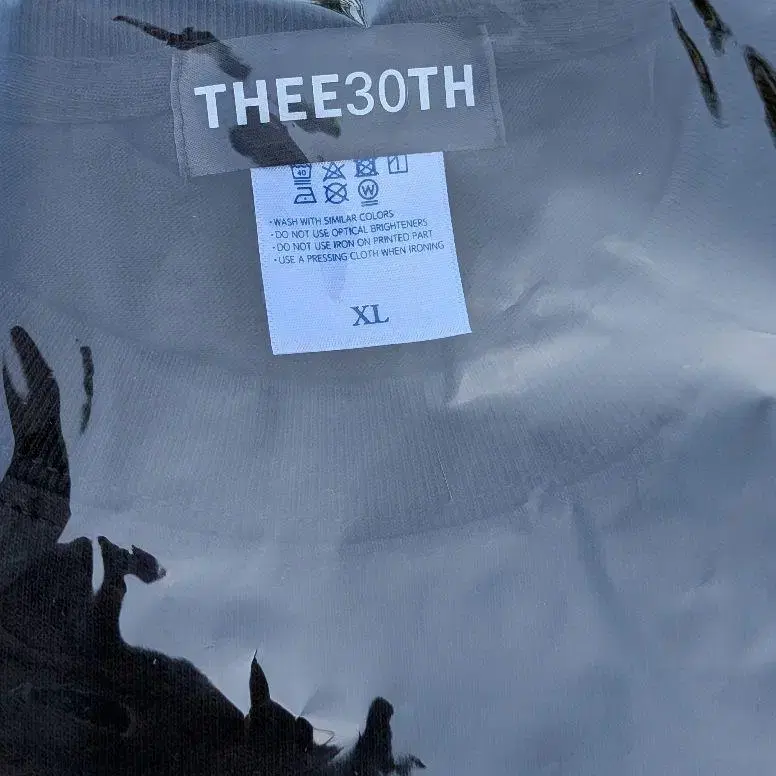 THEE30TH
40
W
· WASH WITH SIMILAR COLORS
· DO NOT USE OPTICAL BRIGHTENERS
· DO NOT USE IRON ON PRINTED PART
· USE A PRESSING CLOTH WHEN IRONING
XL